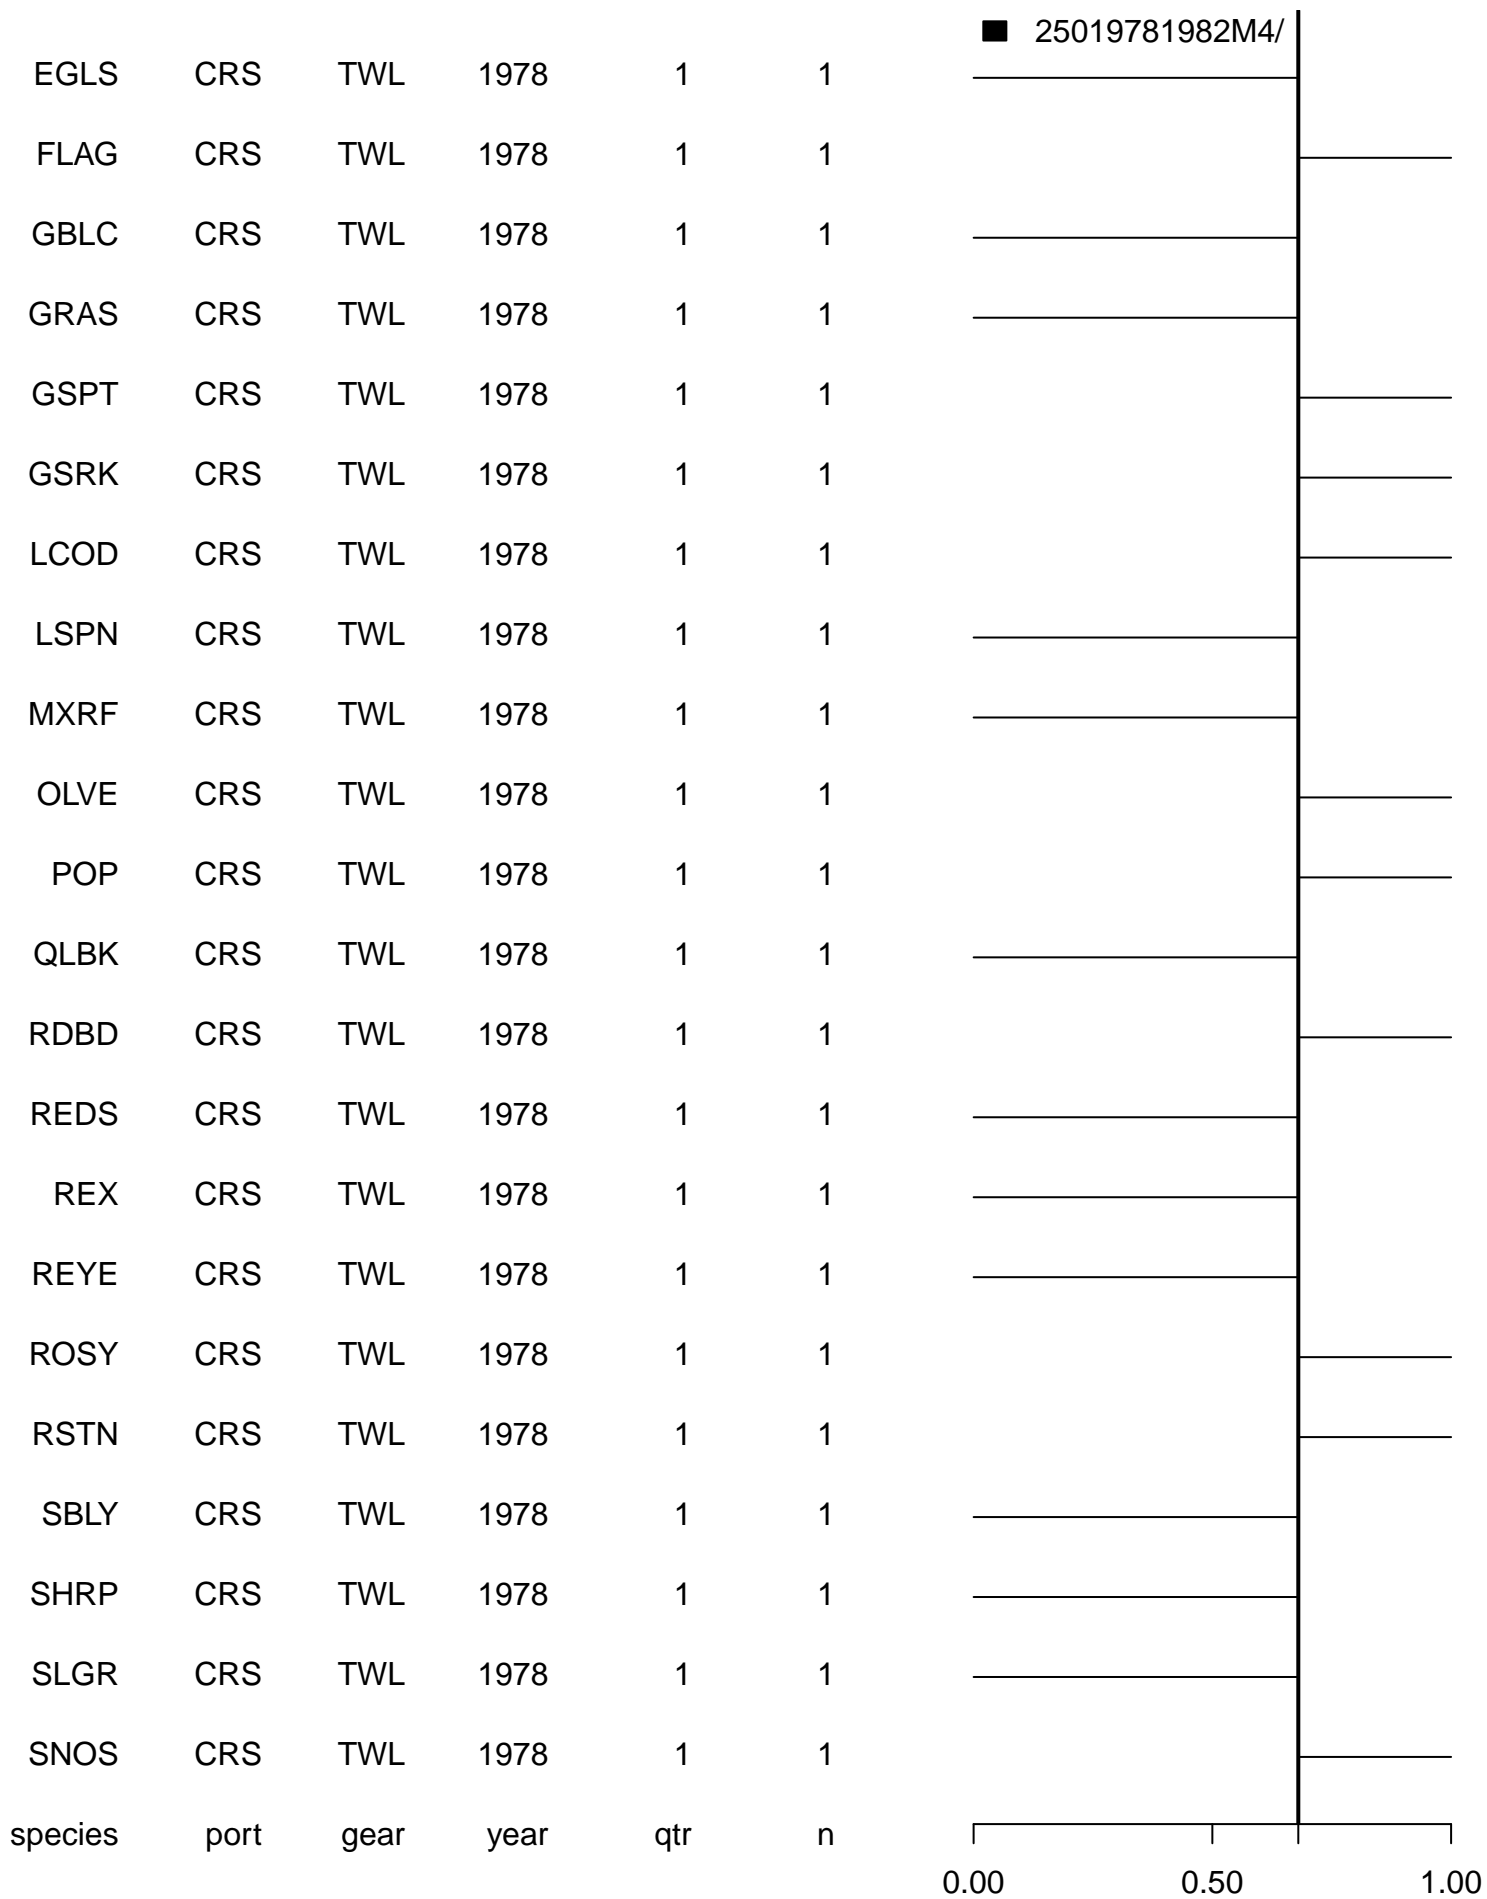 25019781982M4/
EGLS CRS TWL 1978 1 1
FLAG CRS TWL 1978 1 1
GBLC CRS TWL 1978 1 1
GRAS CRS TWL 1978 1 1
GSPT CRS TWL 1978 1 1
GSRK CRS TWL 1978 1 1
LCOD CRS TWL 1978 1 1
LSPN CRS TWL 1978 1 1
MXRF CRS TWL 1978 1 1
OLVE CRS TWL 1978 1 1
POP CRS TWL 1978 1 1
QLBK CRS TWL 1978 1 1
RDBD CRS TWL 1978 1 1
REDS CRS TWL 1978 1 1
REX CRS TWL 1978 1 1
REYE CRS TWL 1978 1 1
ROSY CRS TWL 1978 1 1
RSTN CRS TWL 1978 1 1
SBLY CRS TWL 1978 1 1
SHRP CRS TWL 1978 1 1
SLGR CRS TWL 1978 1 1
SNOS CRS TWL 1978 1 1
species port gear year qtr n
0.00 0.50 1.00